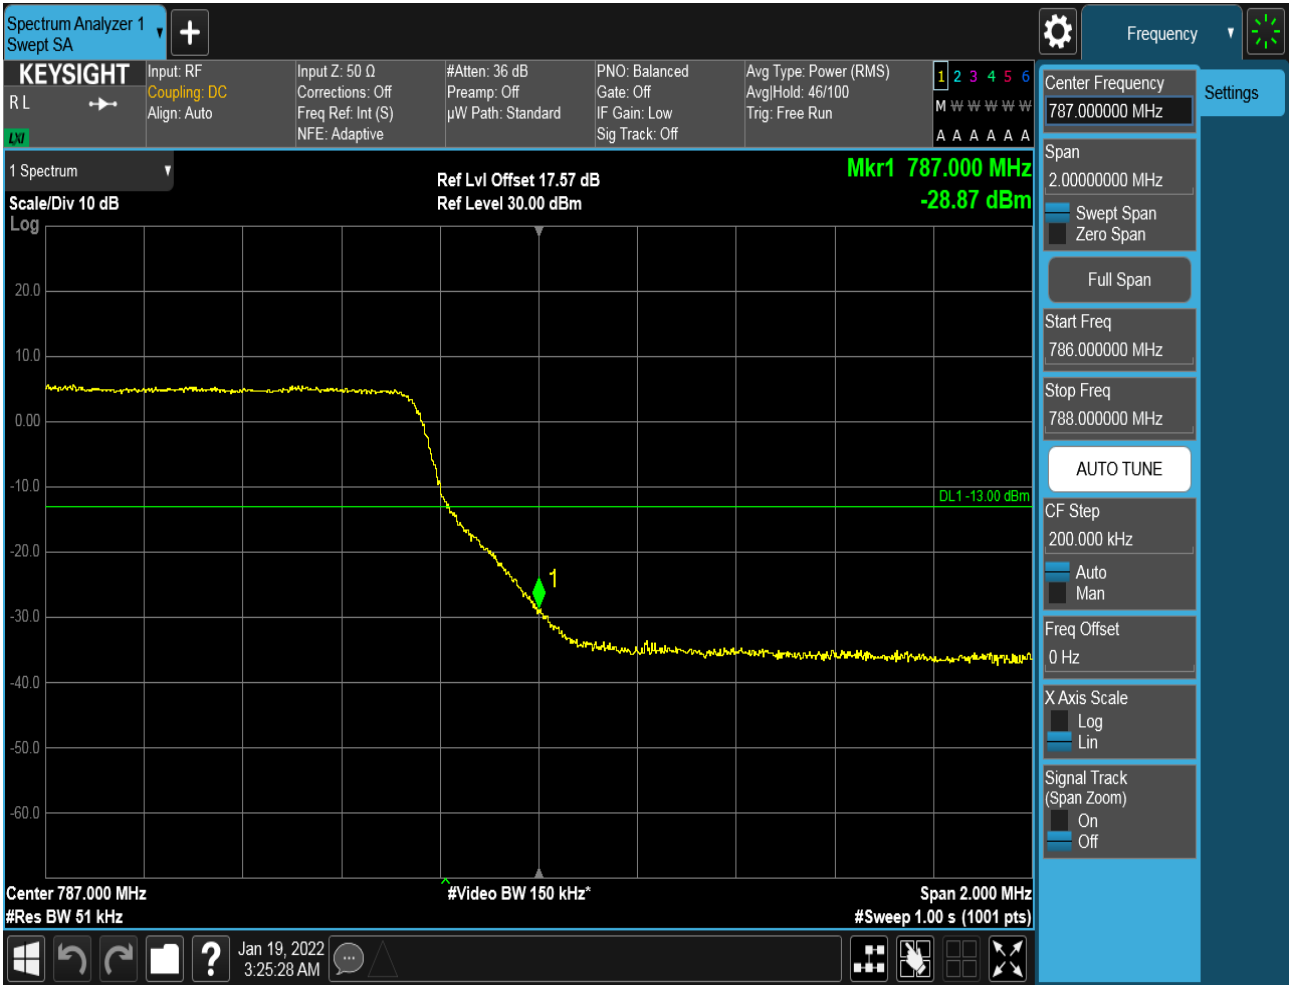 Spectrum Analyzer 1
Swept SA
Frequency
KEYSIGHT
R L
LXI
Input: RF
Coupling: DC
Align: Auto
Input Z: 50 Ω
Corrections: Off
Freq Ref: Int (S)
NFE: Adaptive
#Atten: 36 dB
Preamp: Off
µW Path: Standard
PNO: Balanced
Gate: Off
IF Gain: Low
Sig Track: Off
Avg Type: Power (RMS)
Avg|Hold: 46/100
Trig: Free Run
1 2 3 4 5 6
M W W W W W
A A A A A A
1 Spectrum
Scale/Div 10 dB
Log
Ref Lvl Offset 17.57 dB
Ref Level 30.00 dBm
Mkr1 787.000 MHz
-28.87 dBm
20.0
10.0
0.00
-10.0
-20.0
-30.0
-40.0
-50.0
-60.0
DL1 -13.00 dBm
1
Center 787.000 MHz
#Video BW 150 kHz*
Span 2.000 MHz
#Res BW 51 kHz
#Sweep 1.00 s (1001 pts)
Center Frequency
787.000000 MHz
Settings
Span
2.00000000 MHz
Swept Span
Zero Span
Full Span
Start Freq
786.000000 MHz
Stop Freq
788.000000 MHz
AUTO TUNE
CF Step
200.000 kHz
Auto
Man
Freq Offset
0 Hz
X Axis Scale
Log
Lin
Signal Track
(Span Zoom)
On
Off
?
Jan 19, 2022
3:25:28 AM